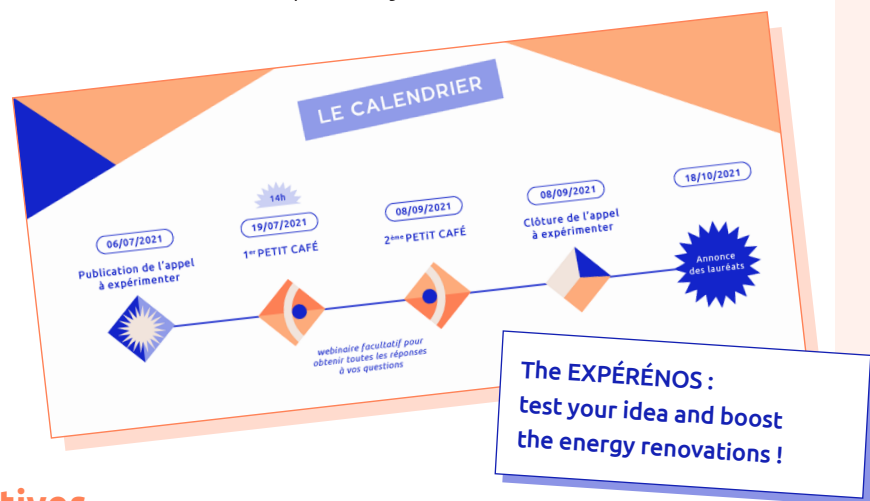 LE CALENDRIER
06/07/2021
Publication de l'appel
à expérimenter
14h
19/07/2021
1er PETIT CAFÉ
webinaire facultatif pour
obtenir toutes les réponses
à vos questions
08/09/2021
2ème PETIT CAFÉ
08/09/2021
Clôture de l'appel
à expérimenter
18/10/2021
Annonce
des lauréats
The EXPÉRÉNOS :
test your idea and boost
the energy renovations !